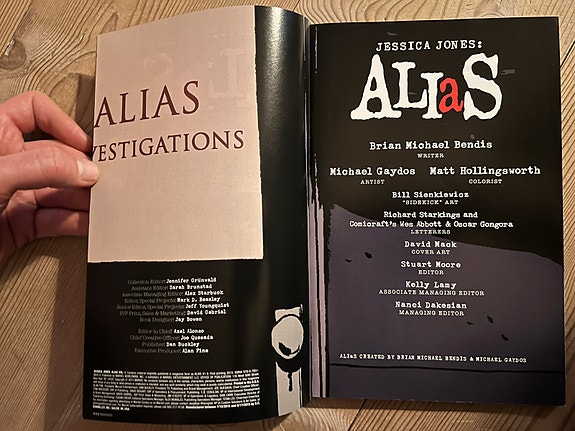 ALIAS
VESTIGATIONS
Collection Editor: Jennifer Grünwald
Assistant Editor: Sarah Brunstad
Associate Managing Editor: Alex Starbuck
Editor, Special Projects: Mark D. Beazley
Senior Editor, Special Projects: Jeff Youngquist
SVP Print, Sales & Marketing: David Gabriel
Book Designer: Jay Bowen
Editor in Chief: Axel Alonso
Chief Creative Officer: Joe Quesada
Publisher: Dan Buckley
Executive Producer: Alan Fine
JESSICA JONES:
ALIaS
Brian Michael Bendis
WRITER
Michael Gaydos Matt Hollingsworth
ARTIST COLORIST
Bill Sienkiewicz
"SIDEKICK" ART
Richard Starkings and
Comicraft's Wes Abbott & Oscar Gongora
LETTERERS
David Mack
COVER ART
Stuart Moore
EDITOR
Kelly Lamy
ASSOCIATE MANAGING EDITOR
Nanci Dakesian
MANAGING EDITOR
ALIaS CREATED BY BRIAN MICHAEL BENDIS & MICHAEL GAYDOS